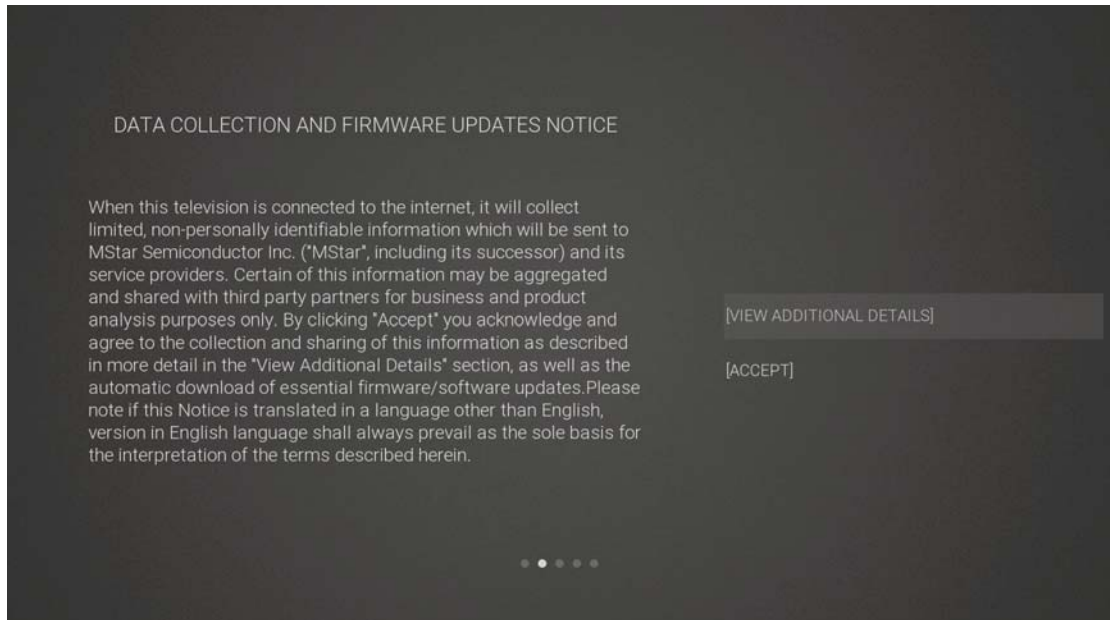 DATA COLLECTION AND FIRMWARE UPDATES NOTICE
When this television is connected to the internet, it will collect
limited, non-personally identifiable information which will be sent to
MStar Semiconductor Inc. ("MStar", including its successor) and its
service providers. Certain of this information may be aggregated
and shared with third party partners for business and product
analysis purposes only. By clicking "Accept" you acknowledge and
agree to the collection and sharing of this information as described
in more detail in the "View Additional Details" section, as well as the
automatic download of essential firmware/software updates.Please
note if this Notice is translated in a language other than English,
version in English language shall always prevail as the sole basis for
the interpretation of the terms described herein.
[VIEW ADDITIONAL DETAILS]
[ACCEPT]